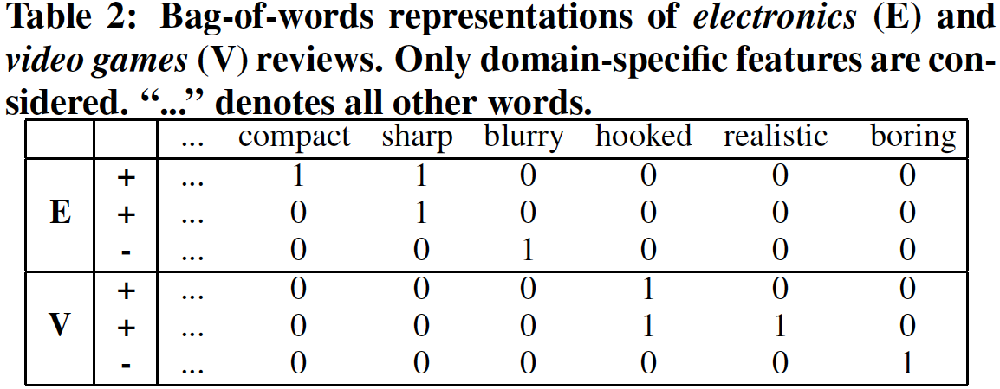 Table 2: Bag-of-words representations of electronics (E) and
video games (V) reviews. Only domain-specific features are con-
sidered. “...” denotes all other words.
... compact sharp blurry hooked realistic boring
+ ... 1 1 0 0 0 0
E + ... 0 1 0 0 0 0
- ... 0 0 1 0 0 0
+ ... 0 0 0 1 0 0
V + ... 0 0 0 1 1 0
- ... 0 0 0 0 0 1